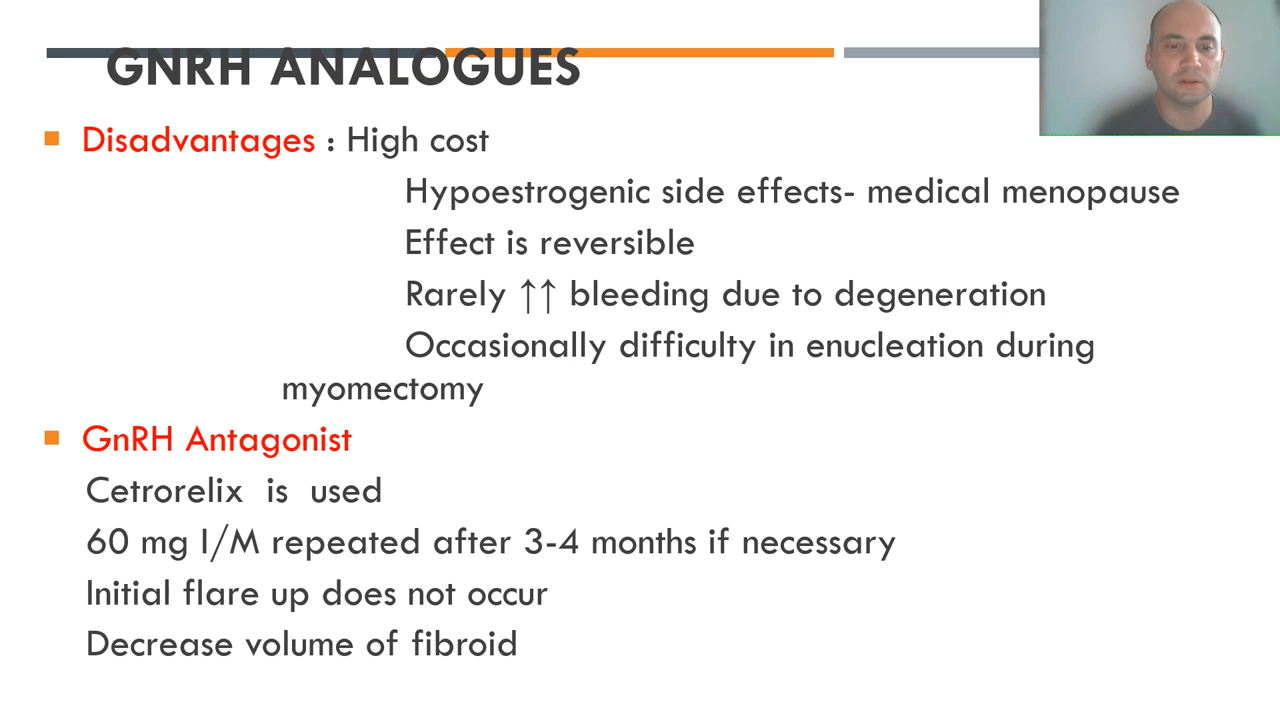 GNRH ANALOGUES
Disadvantages : High cost
Hypoestrogenic side effects- medical menopause
Effect is reversible
Rarely ↑↑ bleeding due to degeneration
Occasionally difficulty in enucleation during
myomectomy
GnRH Antagonist
Cetrorelix is used
60 mg I/M repeated after 3-4 months if necessary
Initial flare up does not occur
Decrease volume of fibroid